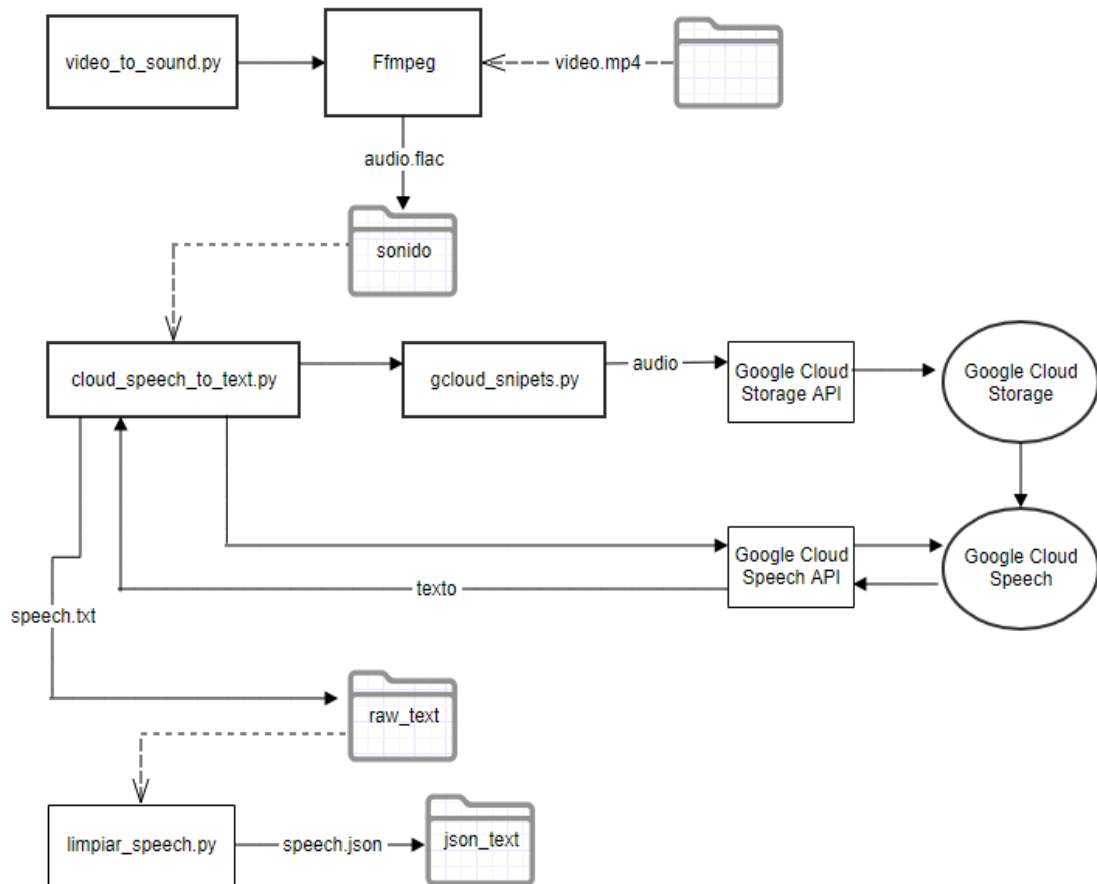 video_to_sound.py
Ffmpeg
video.mp4
audio.flac
sonido
cloud_speech_to_text.py
gcloud_snipets.py
audio
Google Cloud
Storage API
Google Cloud
Storage
Google Cloud
Speech API
Google Cloud
Speech
texto
speech.txt
raw_text
limpiar_speech.py
speech.json
json_text